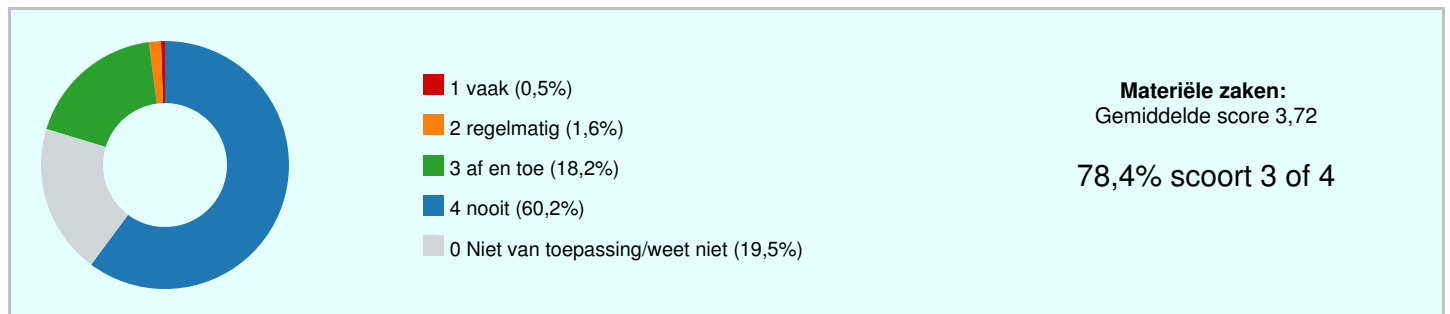 1 vaak (0,5%)
2 regelmatig (1,6%)
3 af en toe (18,2%)
4 nooit (60,2%)
0 Niet van toepassing/weet niet (19,5%)
Materiële zaken:
Gemiddelde score 3,72
78,4% scoort 3 of 4